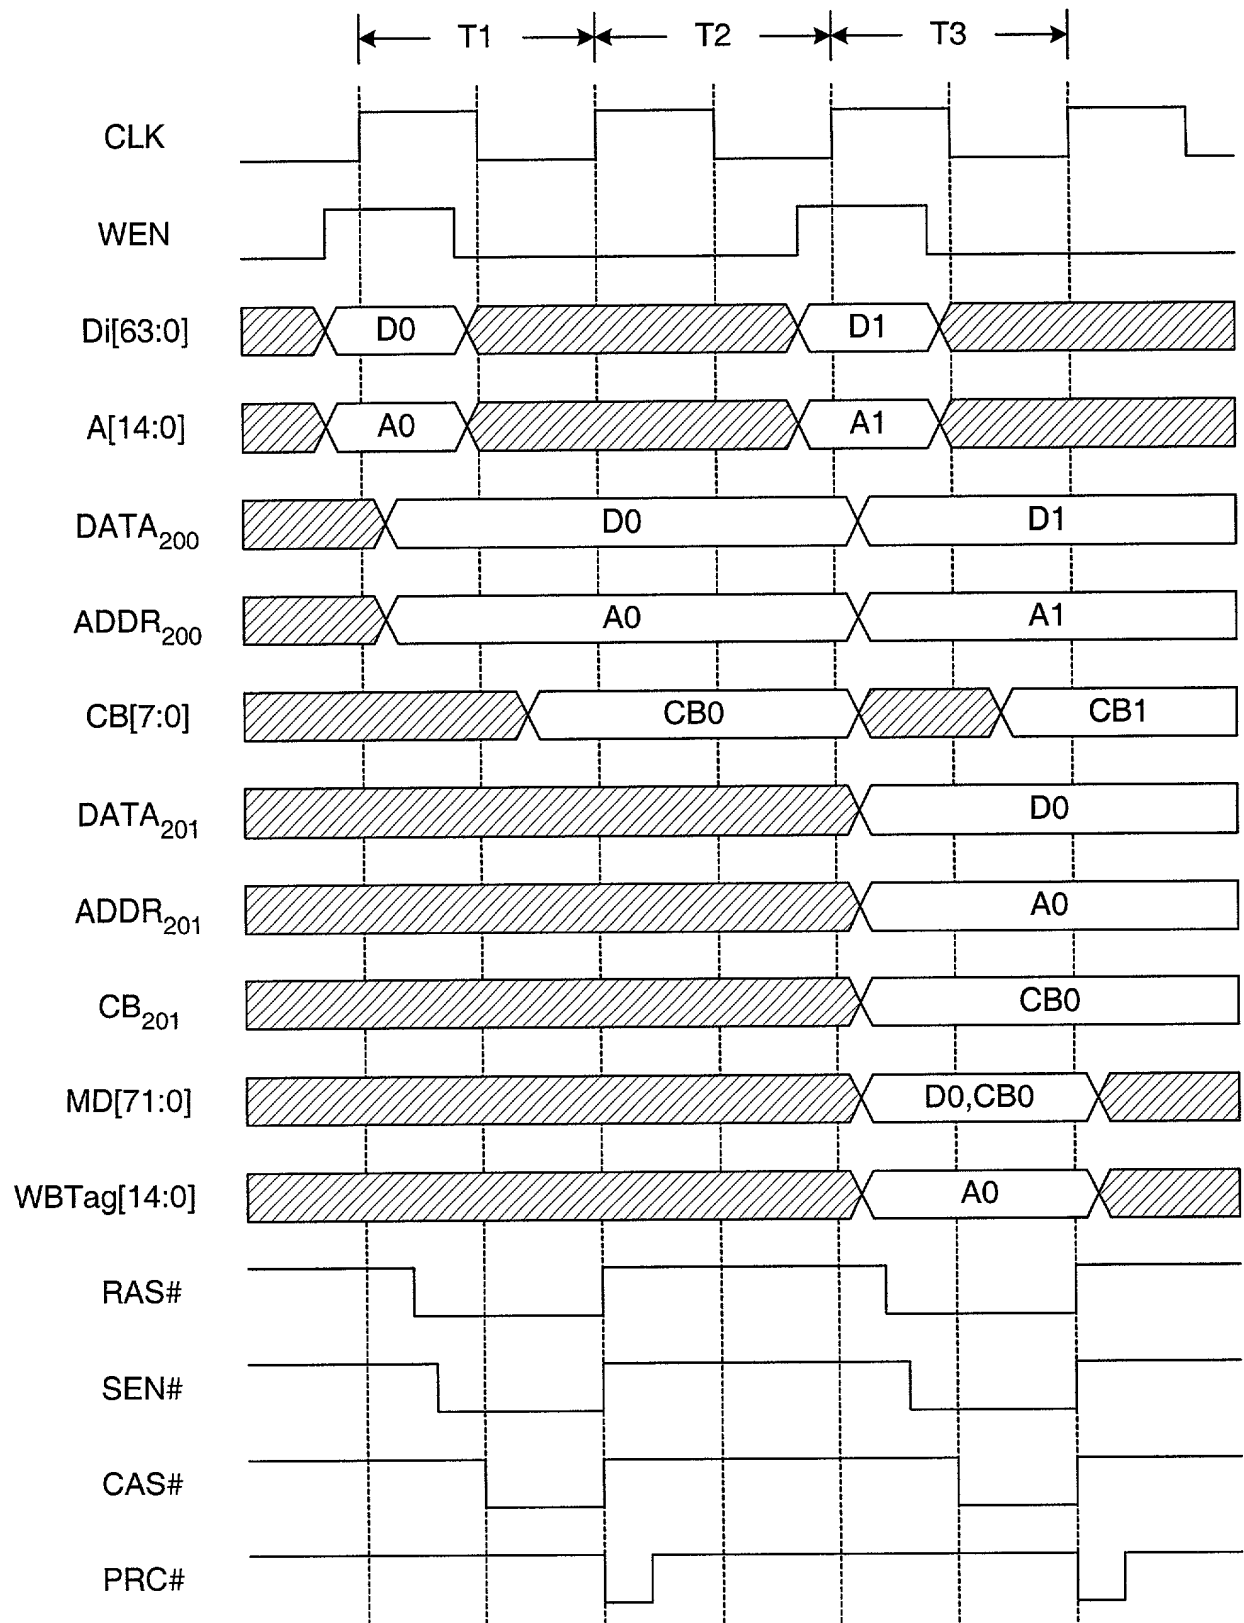 T1 T2 T3
CLK
WEN
Di[63:0] D0 D1
A[14:0] A0 A1
DATA200 D0 D1
ADDR200 A0 A1
CB[7:0] CB0 CB1
DATA201 D0
ADDR201 A0
CB201 CB0
MD[71:0] D0,CB0
WBTag[14:0] A0
RAS#
SEN#
CAS#
PRC#